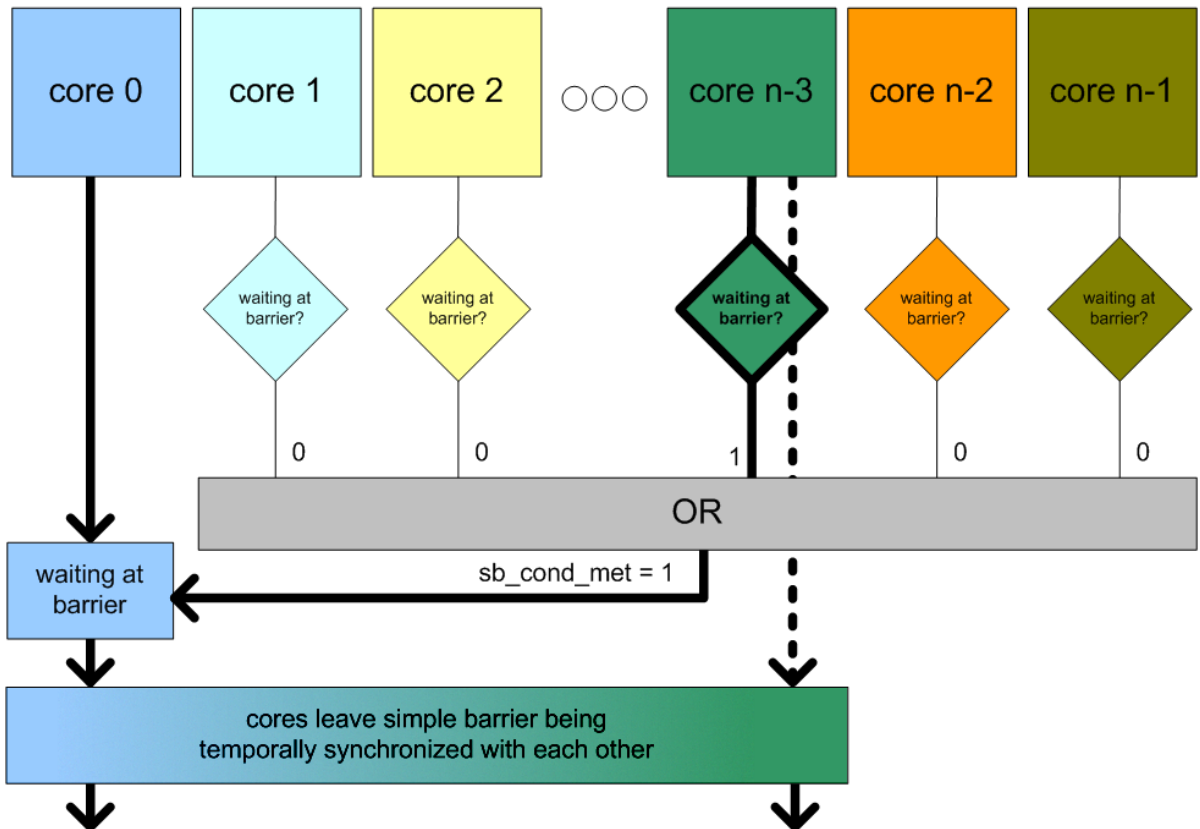 core 0
core 1
core 2
core n-3
core n-2
core n-1
waiting at
barrier?
waiting at
barrier?
waiting at
barrier?
waiting at
barrier?
waiting at
barrier?
0
0
1
0
0
OR
sb_cond_met = 1
waiting at
barrier
cores leave simple barrier being
temporally synchronized with each other